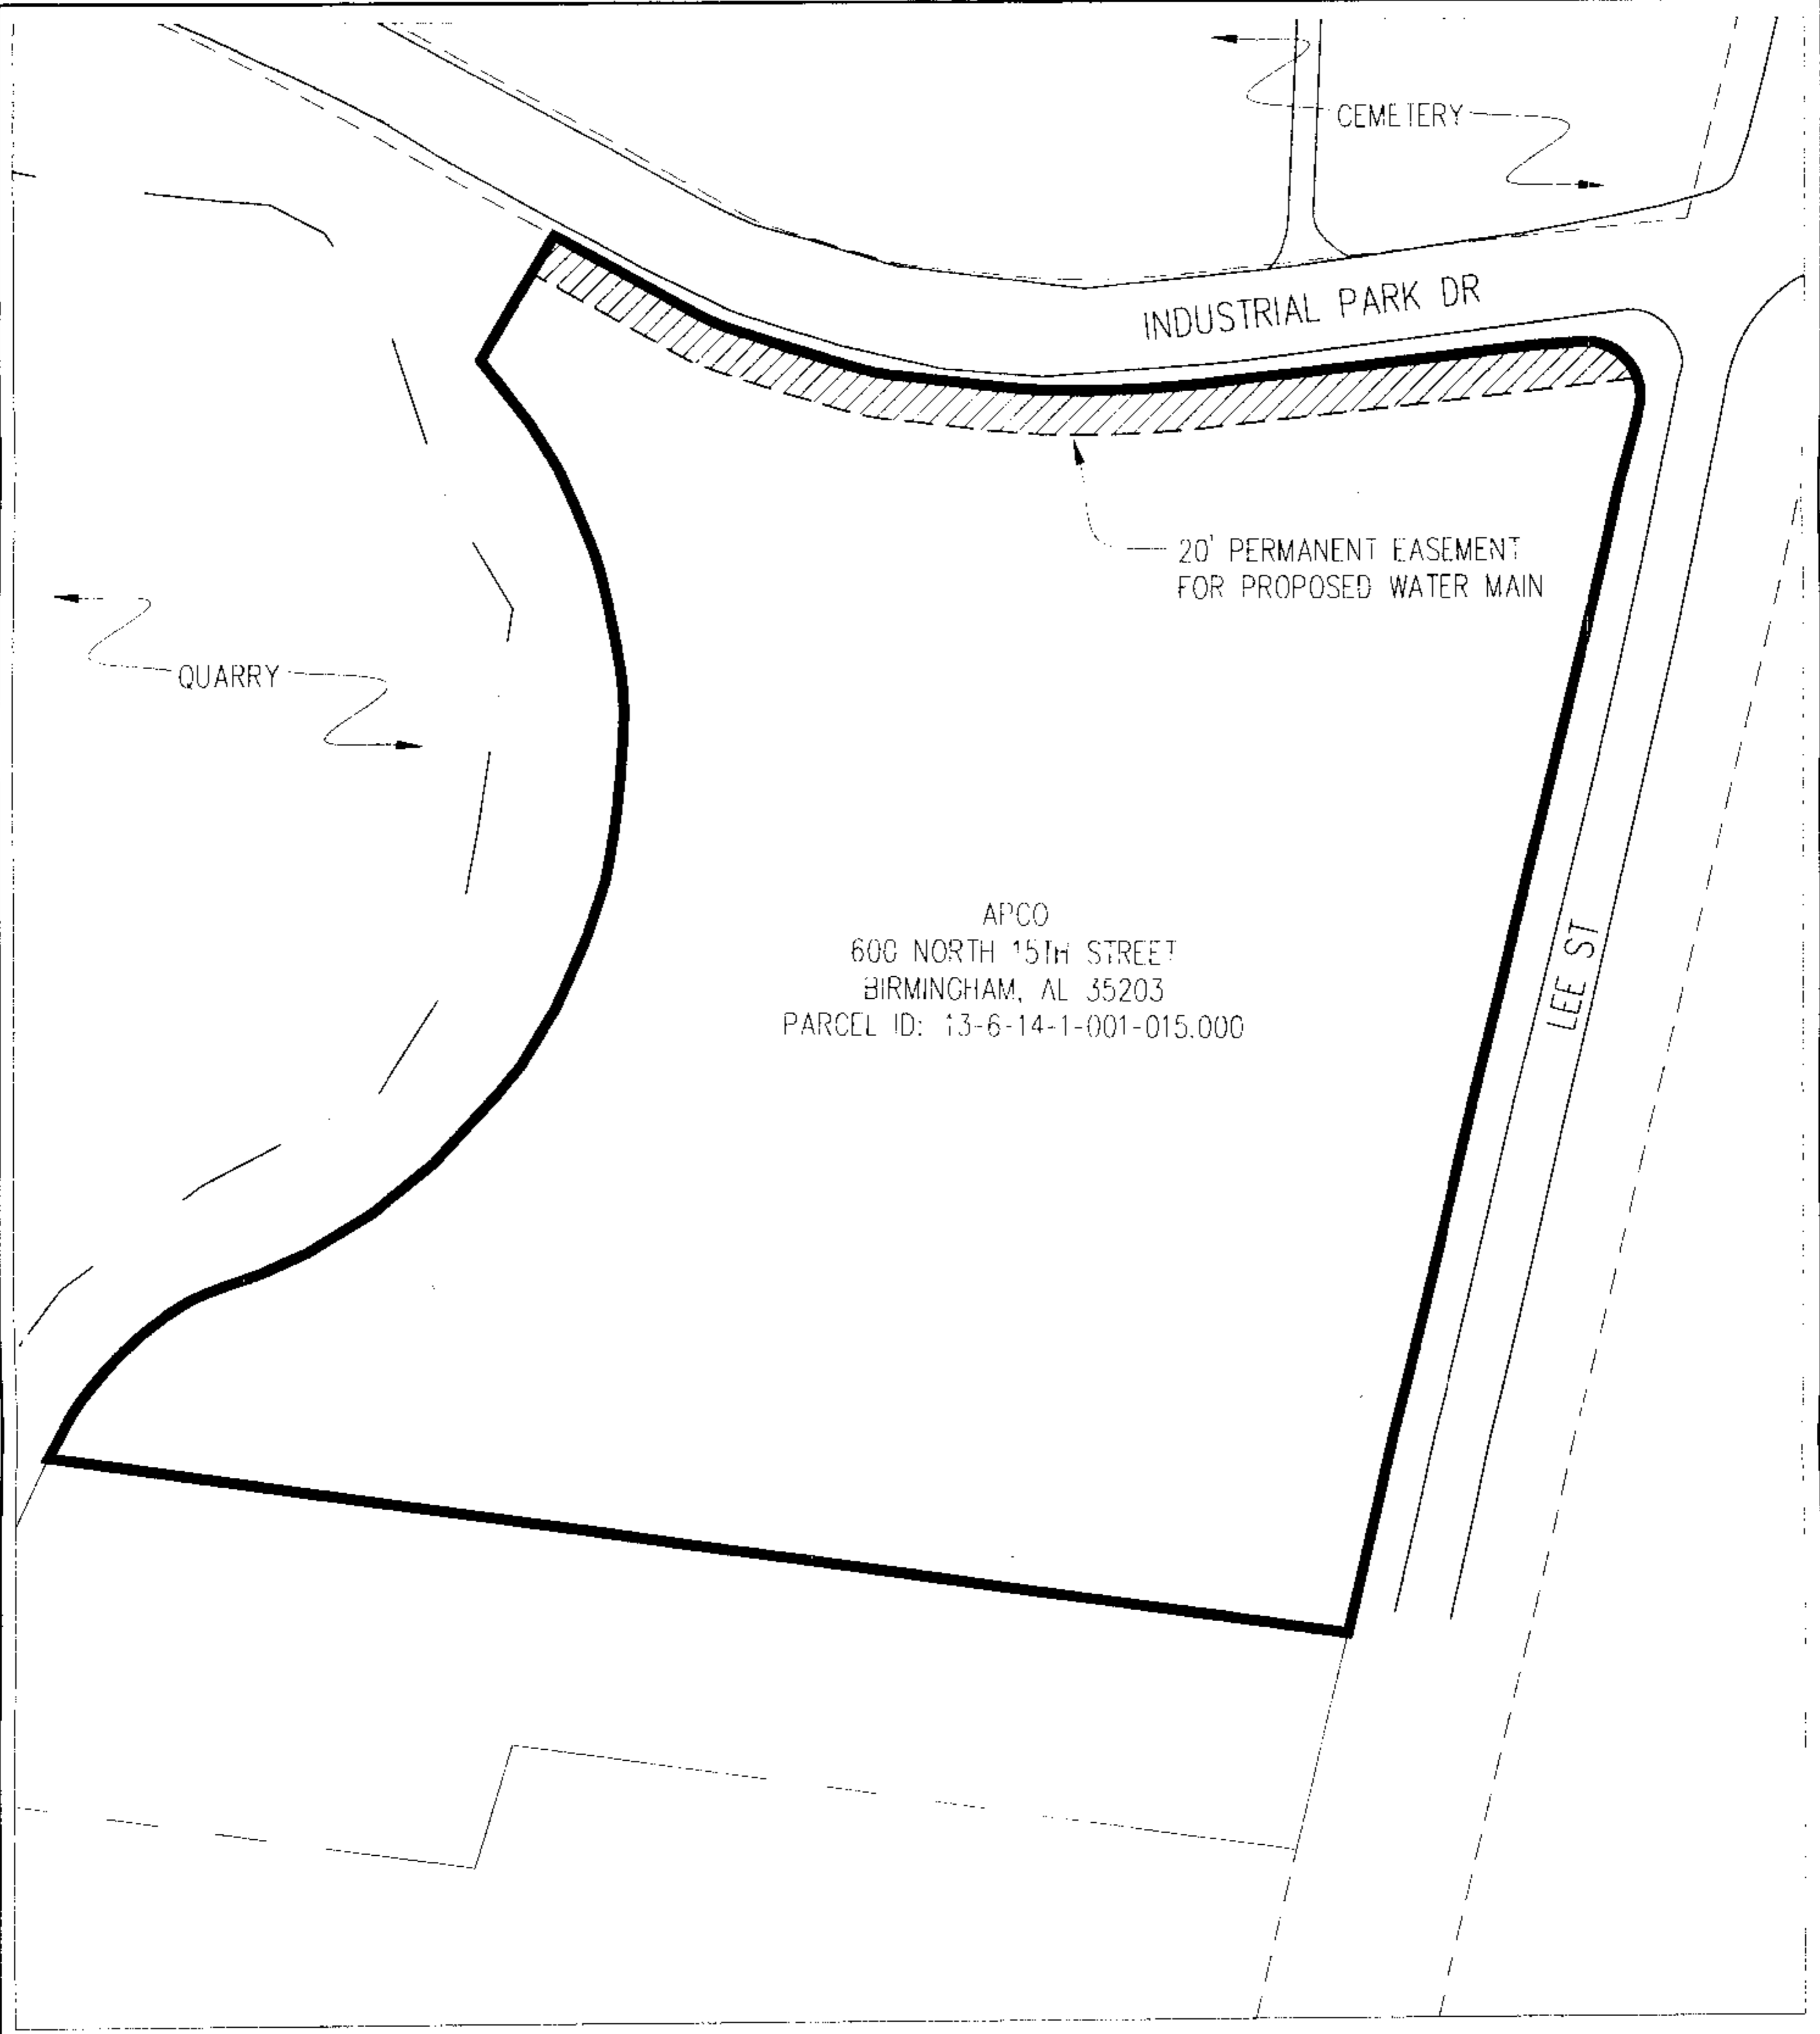 CEMETERY
INDUSTRIAL PARK DR
20' PERMANENT EASEMENT
FOR PROPOSED WATER MAIN
QUARRY
APCO
600 NORTH 15TH STREET
BIRMINGHAM, AL 35203
PARCEL ID: 13-6-14-1-001-015.000
LEE ST